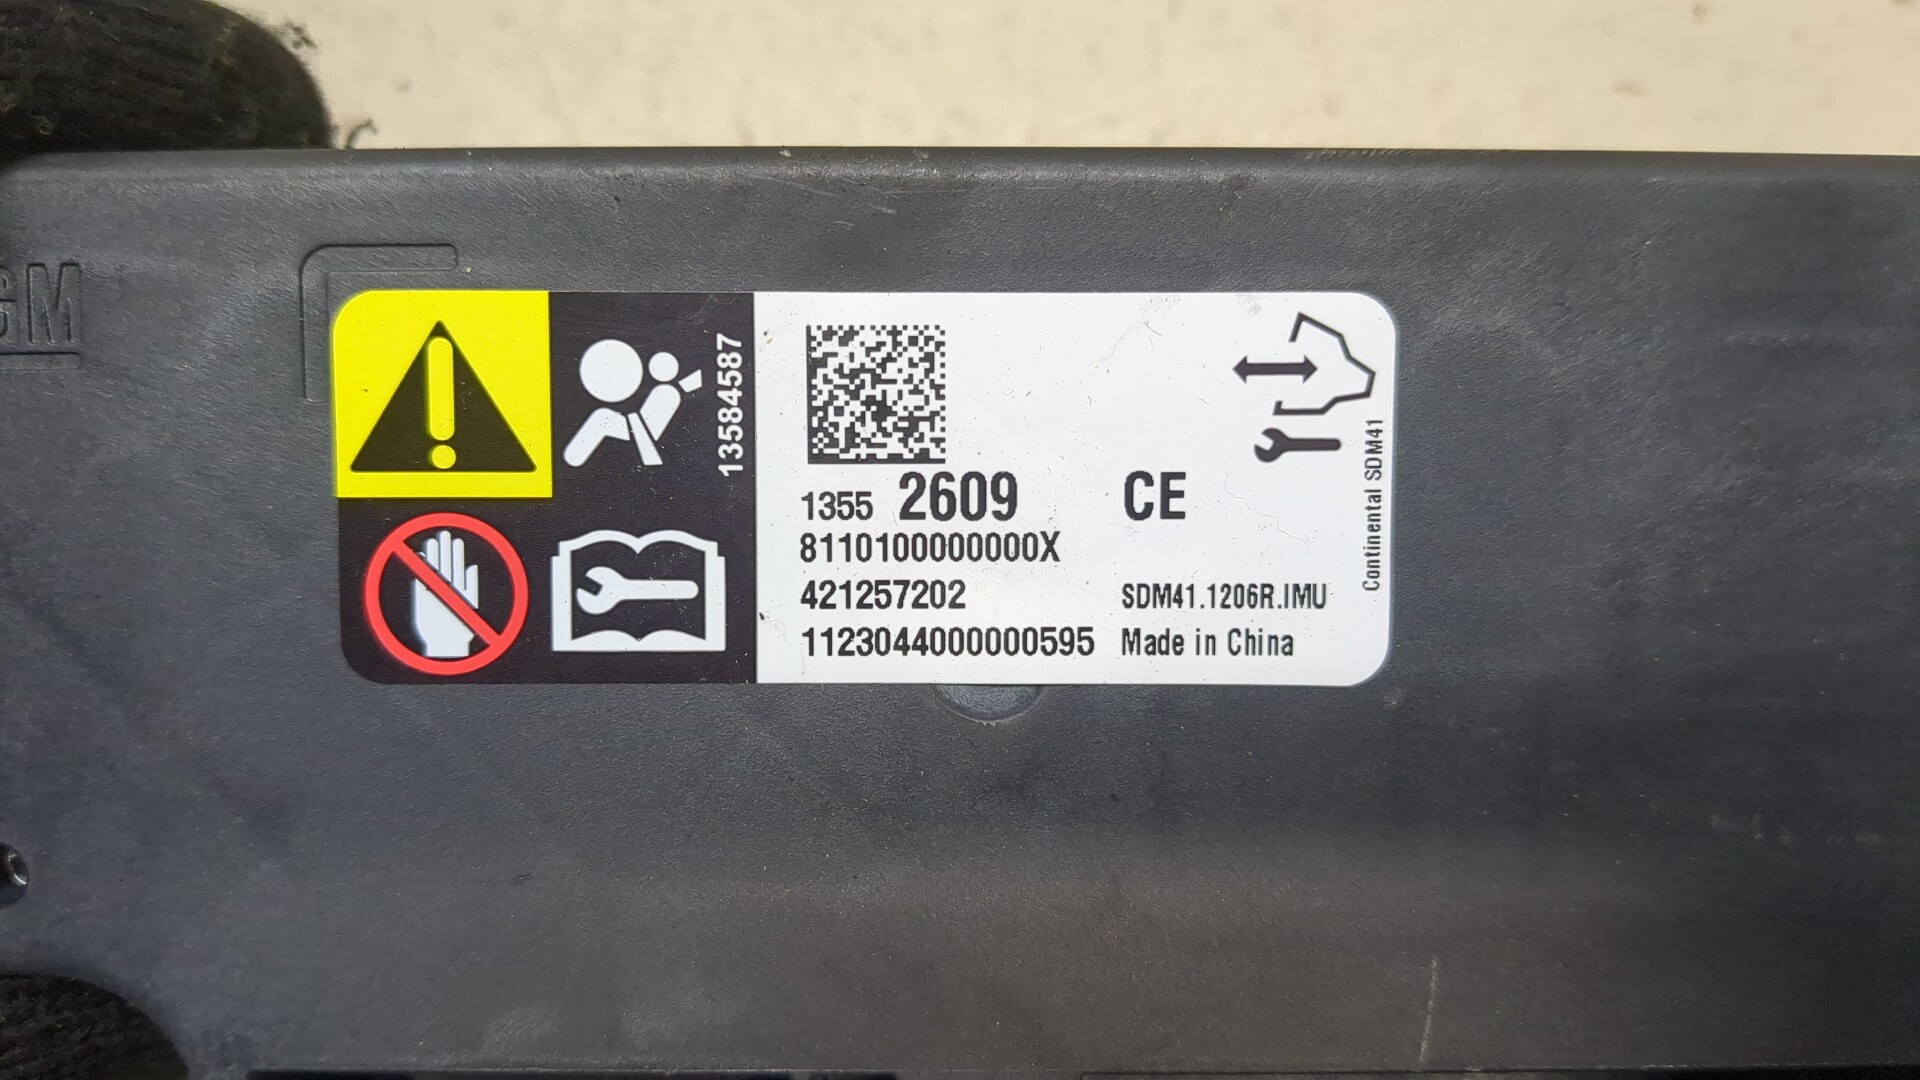 GM
13584587
1355 2609 CE
8110100000000X
421257202 SDM41.1206R.IMU
1123044000000595 Made in China
Continental SDM41